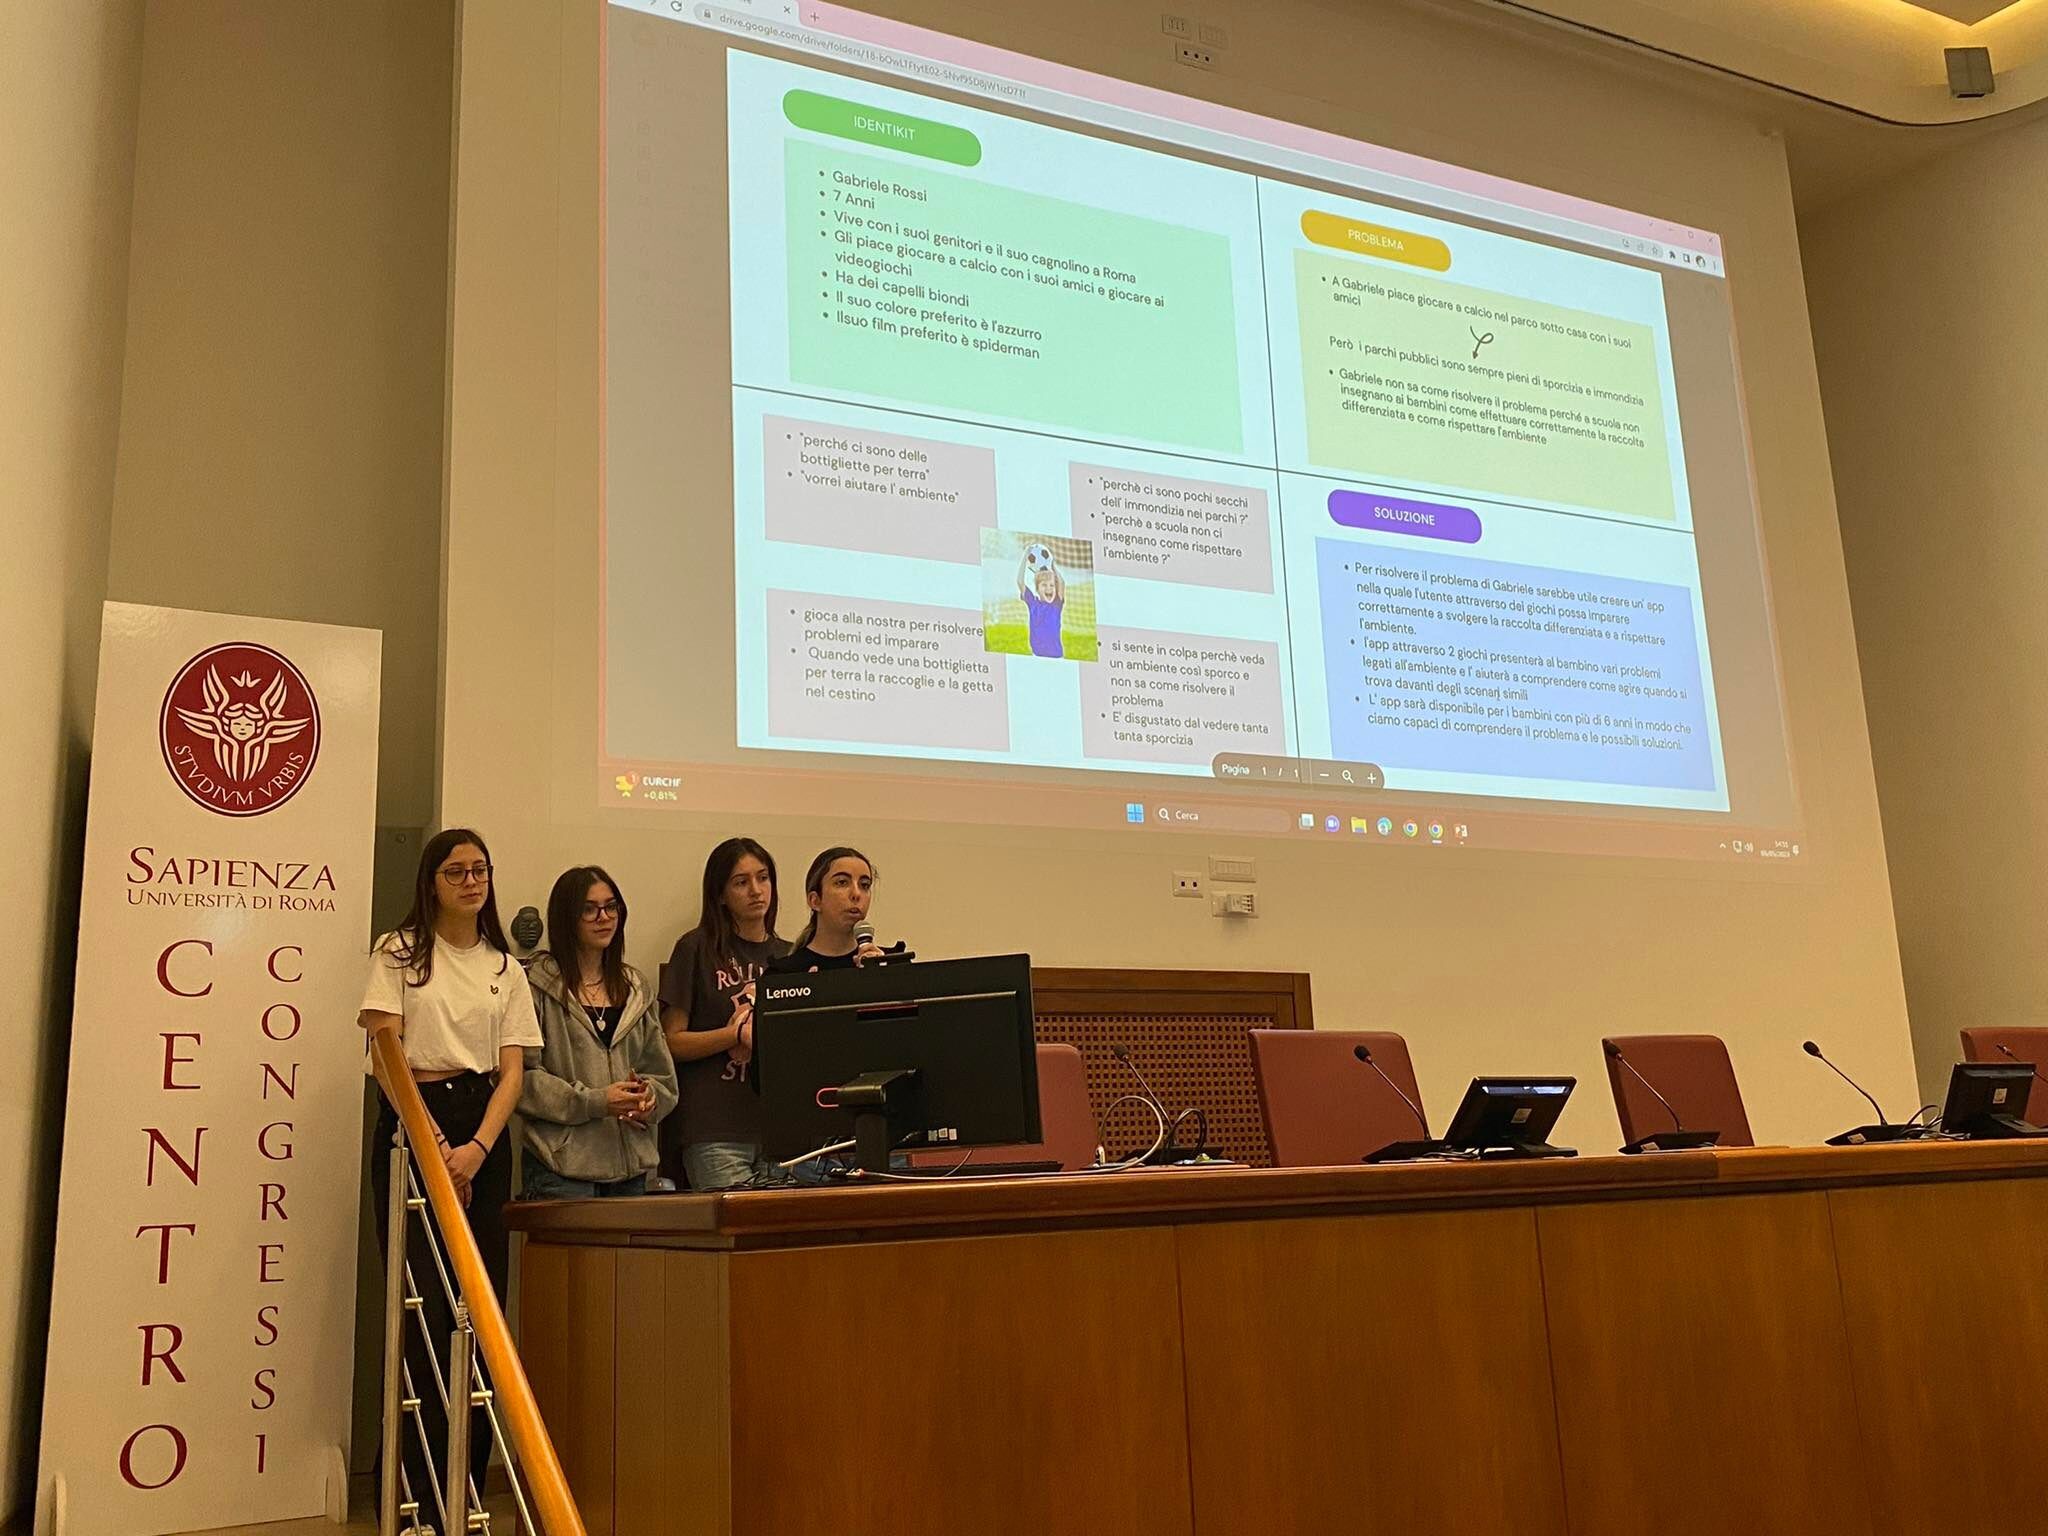 drive.google.com/drive/folders/
IDENTIKIT
• Gabriele Rossi
• 7 Anni
• Vive con i suoi genitori e il suo cagnolino a Roma
• Gli piace giocare a calcio con i suoi amici e giocare ai
videogiochi
• Ha dei capelli biondi
• Il suo colore preferito è l'azzurro
• Ilsuo film preferito è spiderman
PROBLEMA
• A Gabriele piace giocare a calcio nel parco sotto casa con i suoi
amici
Però i parchi pubblici sono sempre pieni di sporcizia e immondizia
• Gabriele non sa come risolvere il problema perché a scuola non
insegnano ai bambini come effettuare correttamente la raccolta
differenziata e come rispettare l'ambiente
• "perché ci sono delle
bottigliette per terra"
• "vorrei aiutare l' ambiente"
• "perchè ci sono pochi secchi
dell' immondizia nei parchi ?"
• "perchè a scuola non ci
insegnano come rispettare
l'ambiente ?"
• gioca alla nostra per risolvere
problemi ed imparare
• Quando vede una bottiglietta
per terra la raccoglie e la getta
nel cestino
• si sente in colpa perchè veda
un ambiente così sporco e
non sa come risolvere il
problema
• E' disgustato dal vedere tanta
tanta sporcizia
SOLUZIONE
• Per risolvere il problema di Gabriele sarebbe utile creare un' app
nella quale l'utente attraverso dei giochi possa imparare
correttamente a svolgere la raccolta differenziata e a rispettare
l'ambiente.
• l'app attraverso 2 giochi presenterà al bambino vari problemi
legati all'ambiente e l' aiuterà a comprendere come agire quando si
trova davanti degli scenari simili
• L' app sarà disponibile per i bambini con più di 6 anni in modo che
ciamo capaci di comprendere il problema e le possibili soluzioni.
Pagina 1 / 1
1
EURCHF
+0,81%
Cerca
STVDIVM VRBIS
SAPIENZA
UNIVERSITÀ DI ROMA
CENTRO
CONGRESSI
ROLL
ST
Lenovo